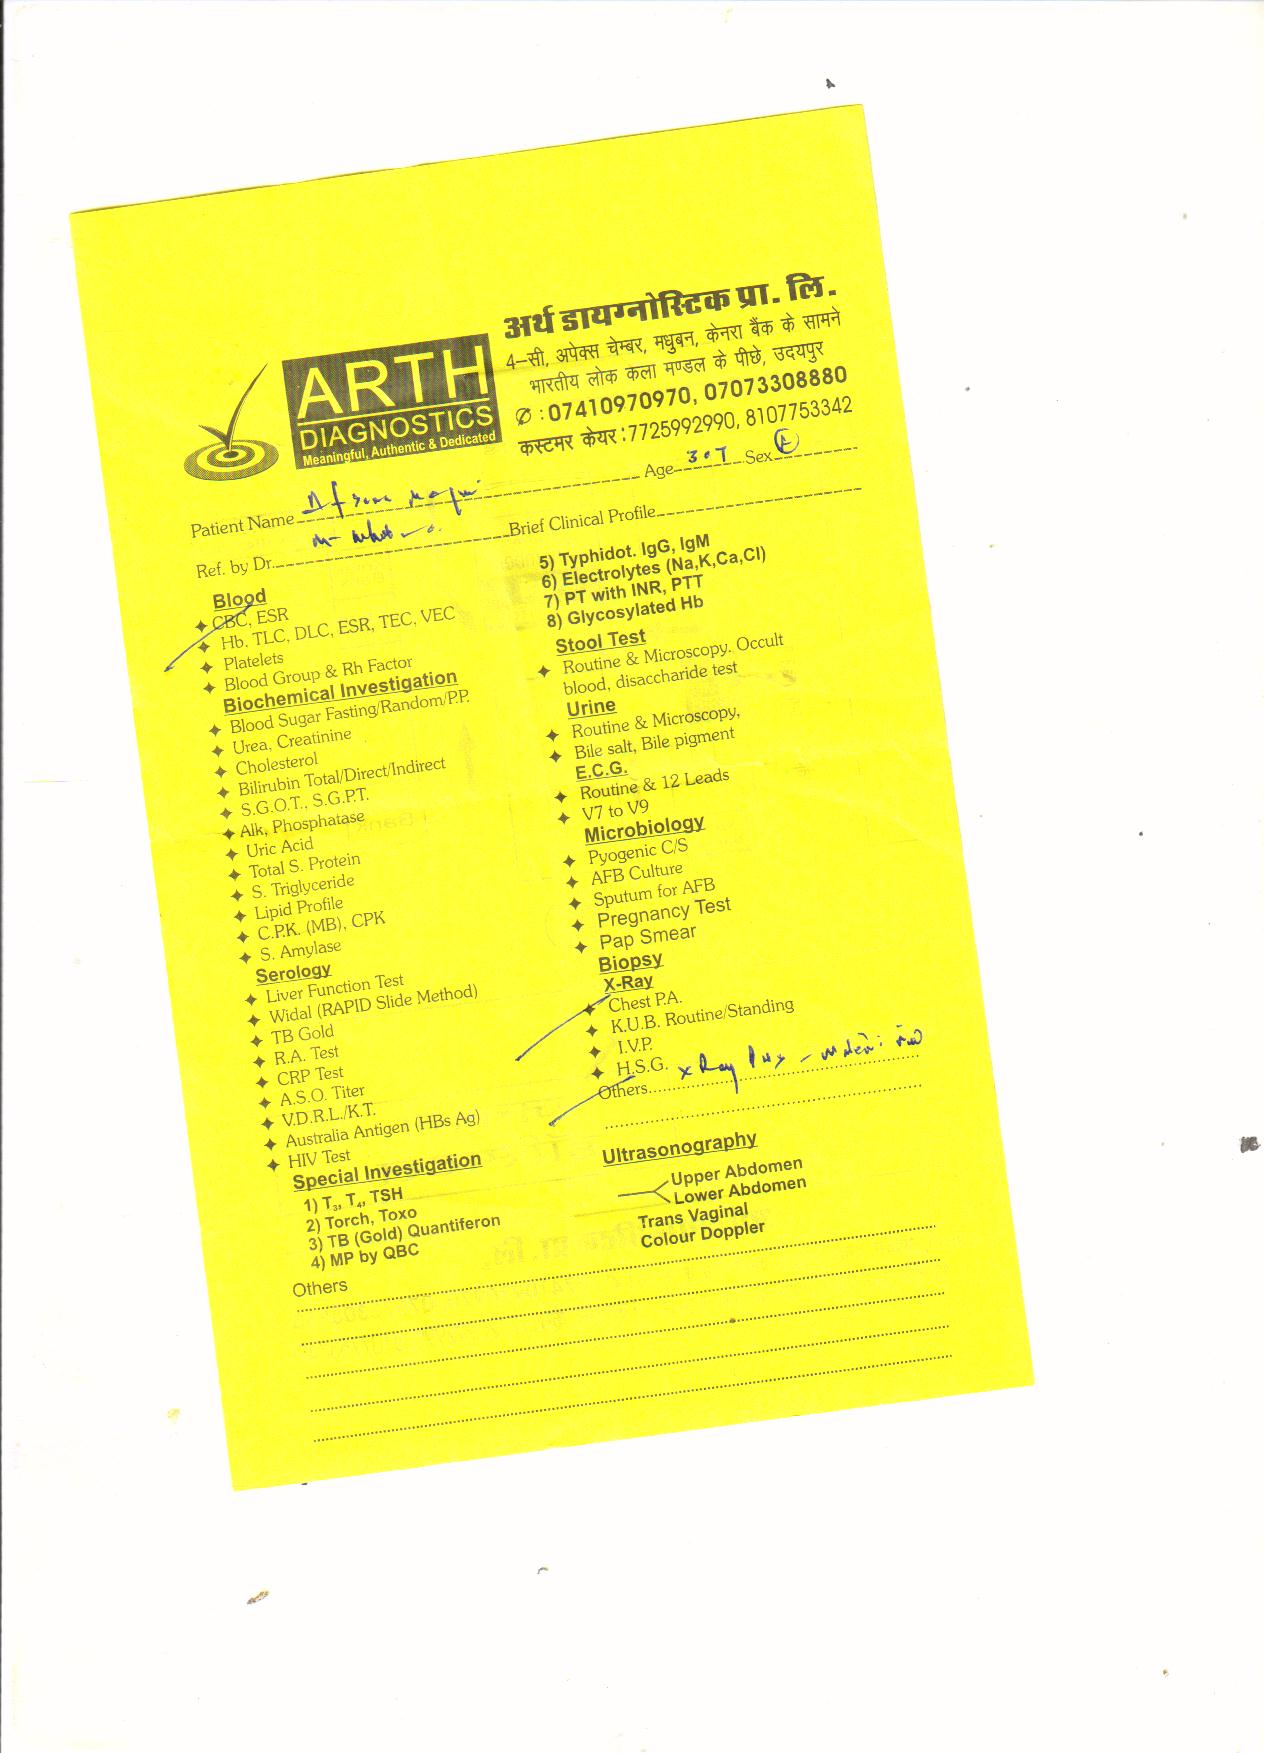 अर्थ डायग्नोस्टिक प्रा. लि.
4-सी, अपेक्स चेम्बर, मधुबन, केनरा बैंक के सामने
भारतीय लोक कला मण्डल के पीछे, उदयपुर
✆ : 07410970970, 07073308880
कस्टमर केयर : 7725992990, 8107753342
ARTH
DIAGNOSTICS
Meaningful, Authentic & Dedicated
Patient Name Age 30 Sex
Ref. by Dr. Brief Clinical Profile
Blood
CBC, ESR
Hb, TLC, DLC, ESR, TEC, VEC
Platelets
Blood Group & Rh Factor
Biochemical Investigation
Blood Sugar Fasting/Random/P.P.
Urea, Creatinine
Cholesterol
Bilirubin Total/Direct/Indirect
S.G.O.T., S.G.P.T.
Alk, Phosphatase
Uric Acid
Total S. Protein
S. Triglyceride
Lipid Profile
C.P.K. (MB), CPK
S. Amylase
Serology
Liver Function Test
Widal (RAPID Slide Method)
TB Gold
R.A. Test
CRP Test
A.S.O. Titer
V.D.R.L./K.T.
Australia Antigen (HBs Ag)
HIV Test
Special Investigation
1) T3, T4, TSH
2) Torch, Toxo
3) TB (Gold) Quantiferon
4) MP by QBC
5) Typhidot. IgG, IgM
6) Electrolytes (Na,K,Ca,Cl)
7) PT with INR, PTT
8) Glycosylated Hb
Stool Test
Routine & Microscopy. Occult
blood, disaccharide test
Urine
Routine & Microscopy,
Bile salt, Bile pigment
E.C.G.
Routine & 12 Leads
V7 to V9
Microbiology
Pyogenic C/S
AFB Culture
Sputum for AFB
Pregnancy Test
Pap Smear
Biopsy
X-Ray
Chest P.A.
K.U.B. Routine/Standing
I.V.P.
H.S.G.
Others x Ray
Ultrasonography
Upper Abdomen
Lower Abdomen
Trans Vaginal
Colour Doppler
Others